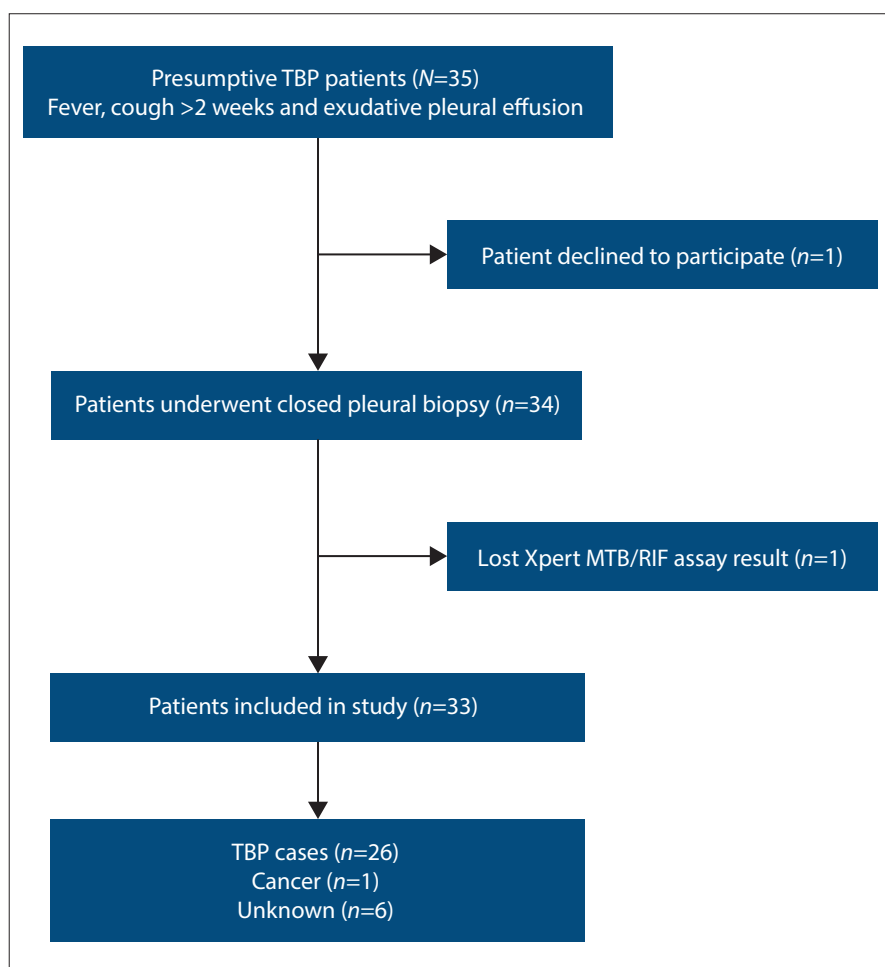 Presumptive TBP patients (N=35)
Fever, cough >2 weeks and exudative pleural effusion
Patient declined to participate (n=1)
Patients underwent closed pleural biopsy (n=34)
Lost Xpert MTB/RIF assay result (n=1)
Patients included in study (n=33)
TBP cases (n=26)
Cancer (n=1)
Unknown (n=6)